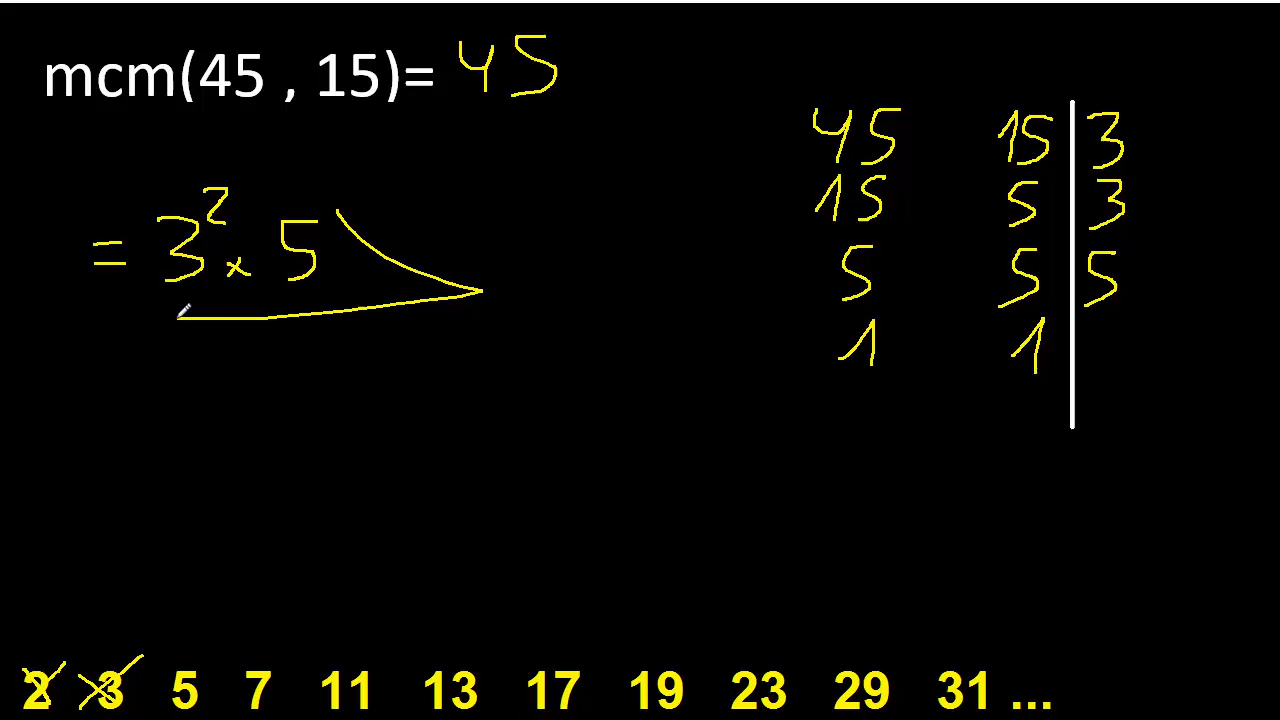 mcm(45 , 15)= 45
= 3² x 5
45 15 | 3
15 5 | 3
5 5 | 5
1 1 |
2 3 5 7 11 13 17 19 23 29 31 ...